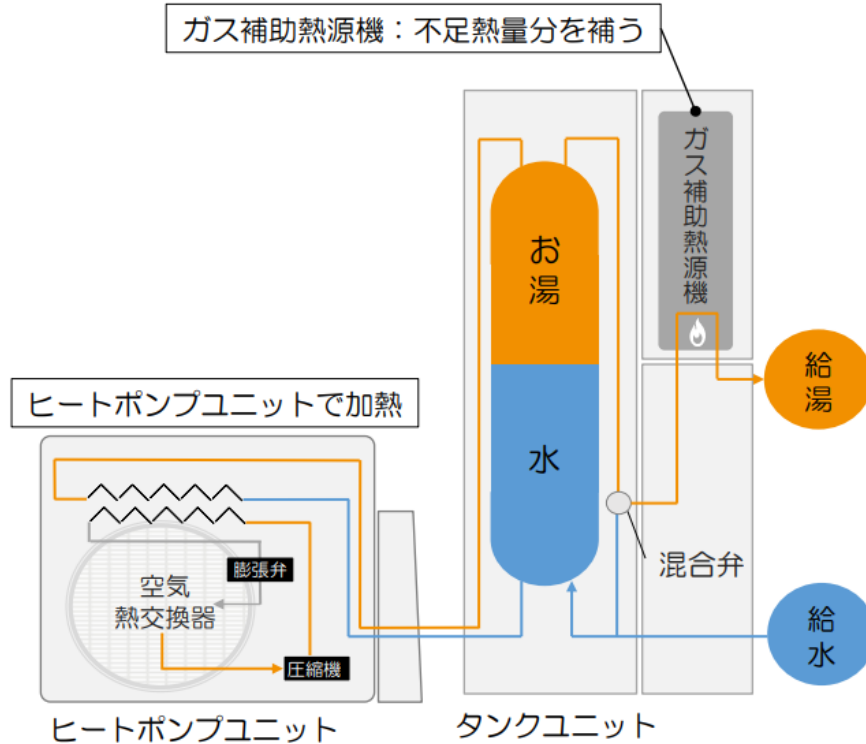 ガス補助熱源機：不足熱量分を補う
ガス補助熱源機
お湯
給湯
ヒートポンプユニットで加熱
水
膨張弁
混合弁
空気
熱交換器
給水
圧縮機
ヒートポンプユニット
タンクユニット